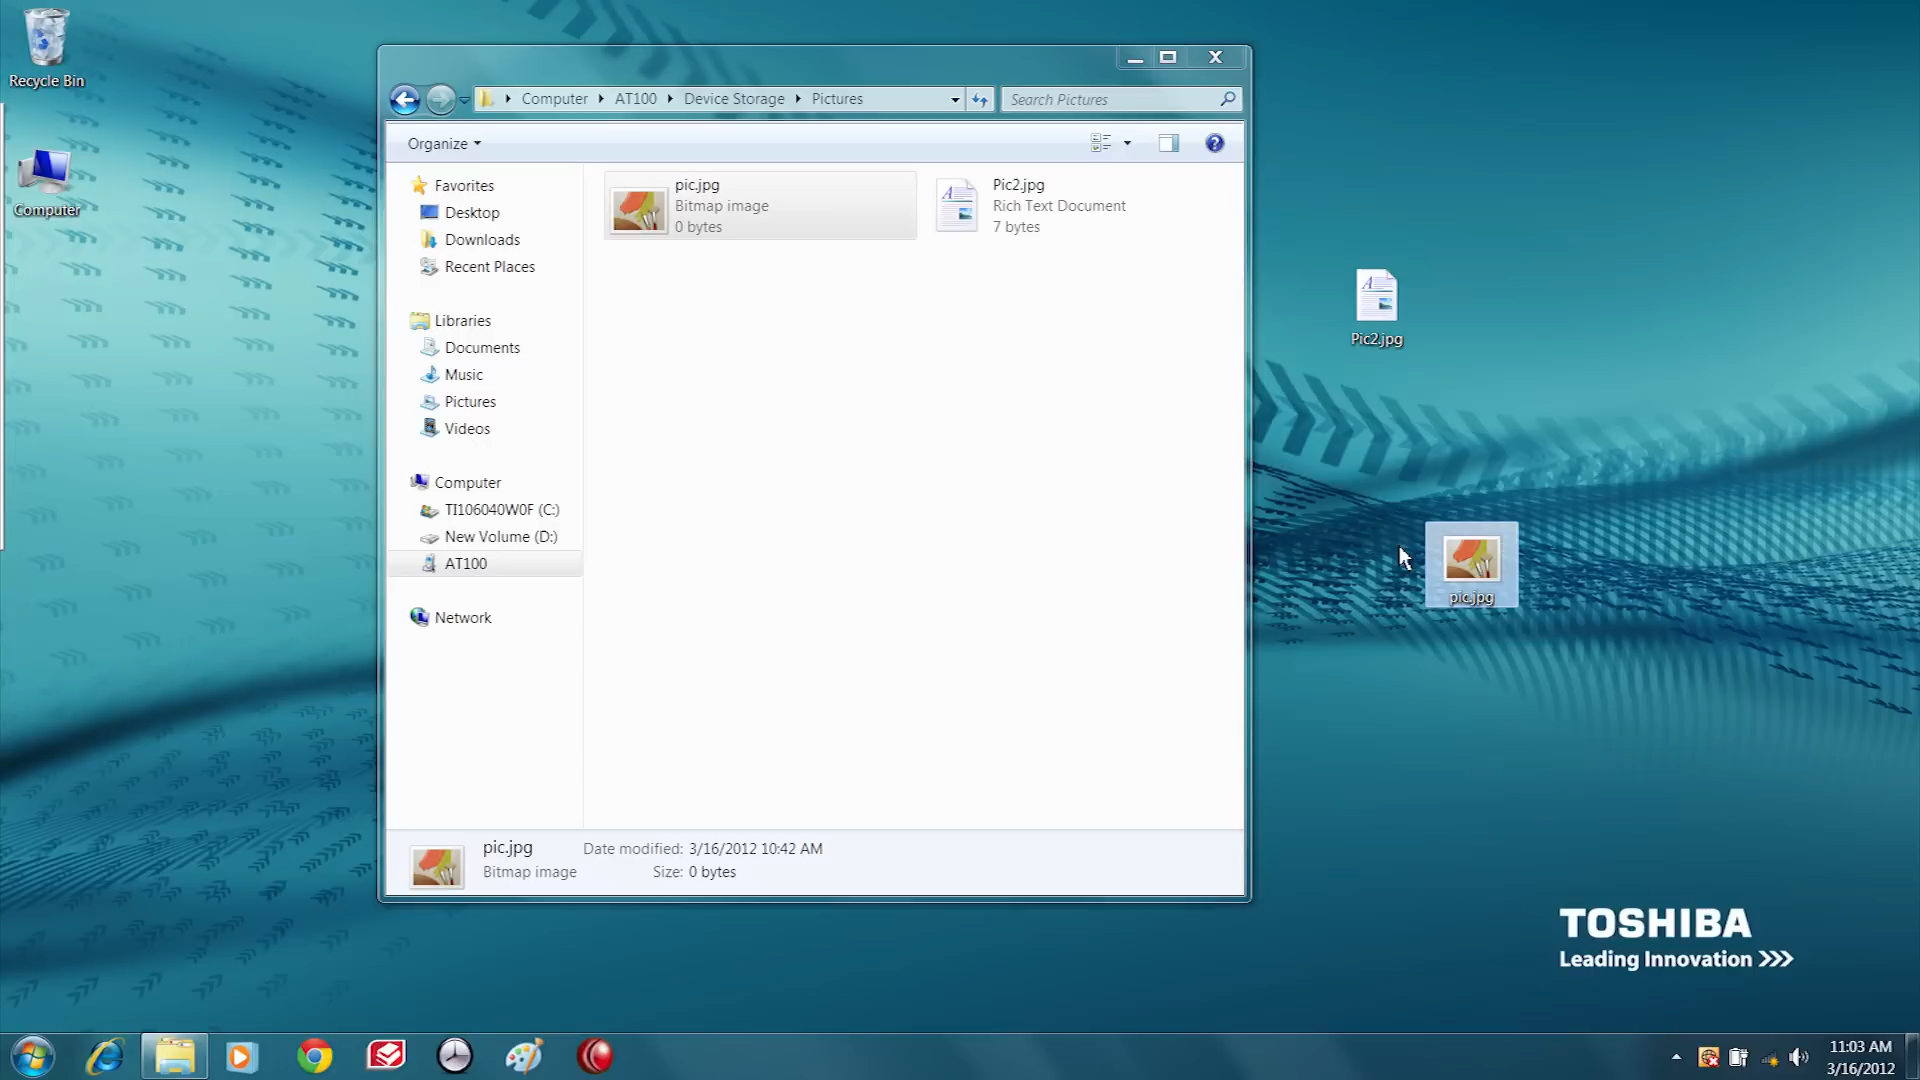 Recycle Bin
Computer
Computer AT100 Device Storage Pictures
Search Pictures
Organize
Favorites
Desktop
Downloads
Recent Places
Libraries
Documents
Music
Pictures
Videos
Computer
TI106040W0F (C:)
New Volume (D:)
AT100
Network
pic.jpg
Bitmap image
0 bytes
Pic2.jpg
Rich Text Document
7 bytes
pic.jpg Date modified: 3/16/2012 10:42 AM
Bitmap image Size: 0 bytes
Pic2.jpg
pic.jpg
TOSHIBA
Leading Innovation >>>
11:03 AM
3/16/2012